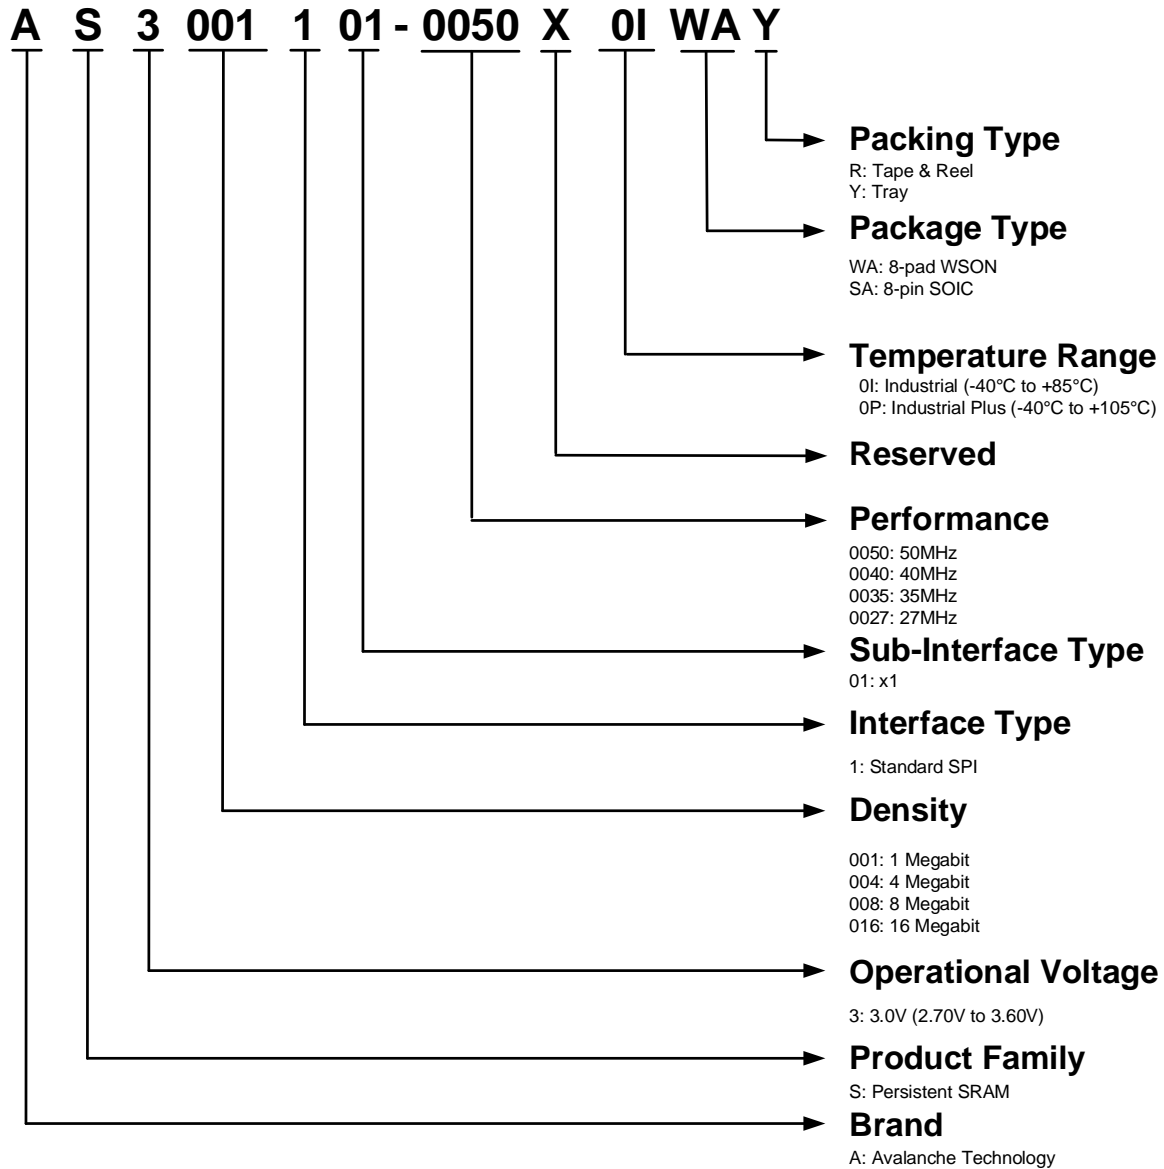 A S 3 001 1 01 - 0050 X 0I WA Y
Packing Type
R: Tape & Reel
Y: Tray
Package Type
WA: 8-pad WSON
SA: 8-pin SOIC
Temperature Range
0I: Industrial (-40°C to +85°C)
0P: Industrial Plus (-40°C to +105°C)
Reserved
Performance
0050: 50MHz
0040: 40MHz
0035: 35MHz
0027: 27MHz
Sub-Interface Type
01: x1
Interface Type
1: Standard SPI
Density
001: 1 Megabit
004: 4 Megabit
008: 8 Megabit
016: 16 Megabit
Operational Voltage
3: 3.0V (2.70V to 3.60V)
Product Family
S: Persistent SRAM
Brand
A: Avalanche Technology